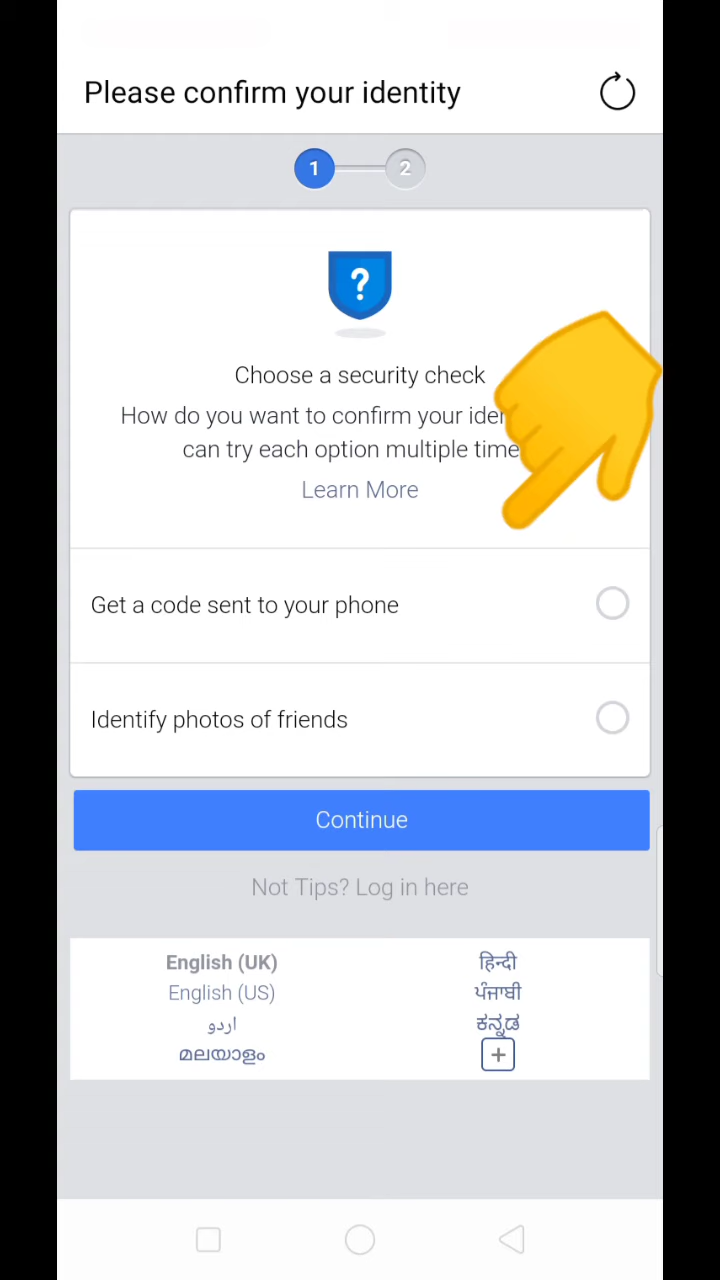 Please confirm your identity
1
2
?
Choose a security check
How do you want to confirm your
can try each option multiple time
Learn More
Get a code sent to your phone
Identify photos of friends
Continue
Not Tips? Log in here
English (UK)
हिन्दी
English (US)
ਪੰਜਾਬੀ
اردو
ಕನ್ನಡ
മലയാളം
+